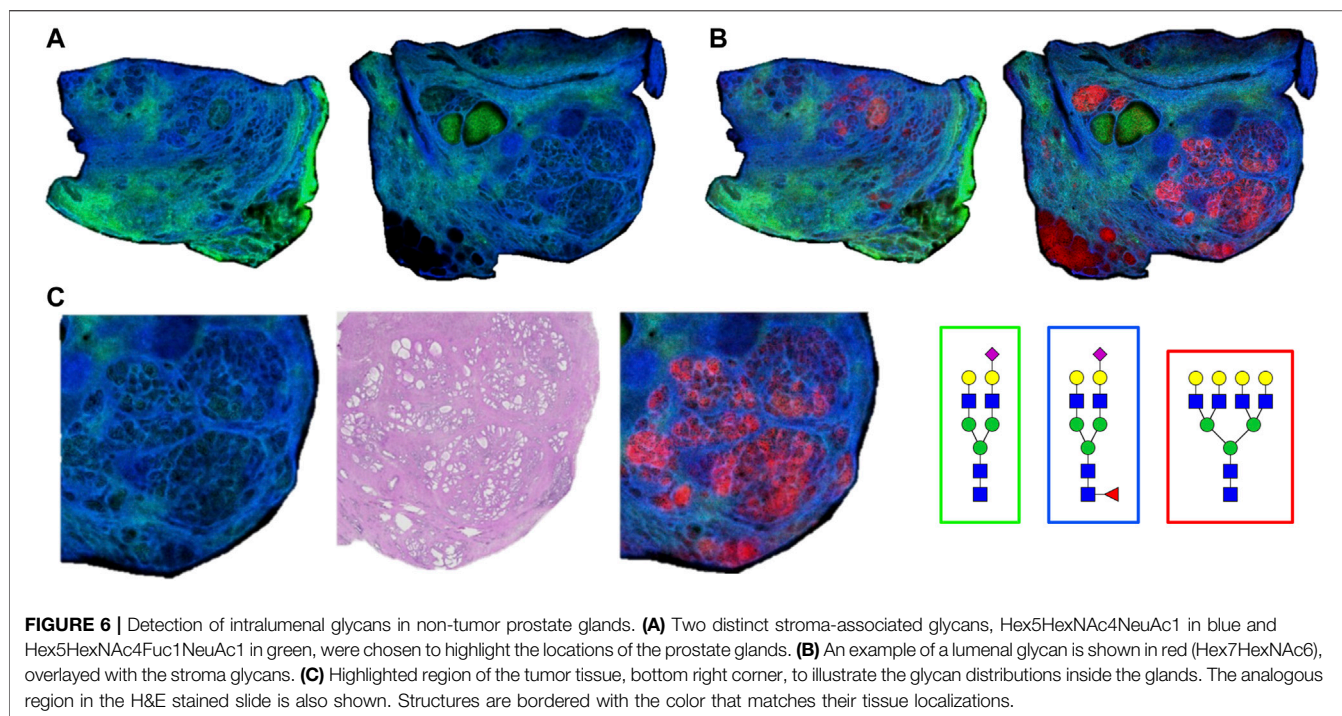 A
B
C
FIGURE 6 | Detection of intralumenal glycans in non-tumor prostate glands. (A) Two distinct stroma-associated glycans, Hex5HexNAc4NeuAc1 in blue and
Hex5HexNAc4Fuc1NeuAc1 in green, were chosen to highlight the locations of the prostate glands. (B) An example of a lumenal glycan is shown in red (Hex7HexNAc6),
overlayed with the stroma glycans. (C) Highlighted region of the tumor tissue, bottom right corner, to illustrate the glycan distributions inside the glands. The analogous
region in the H&E stained slide is also shown. Structures are bordered with the color that matches their tissue localizations.